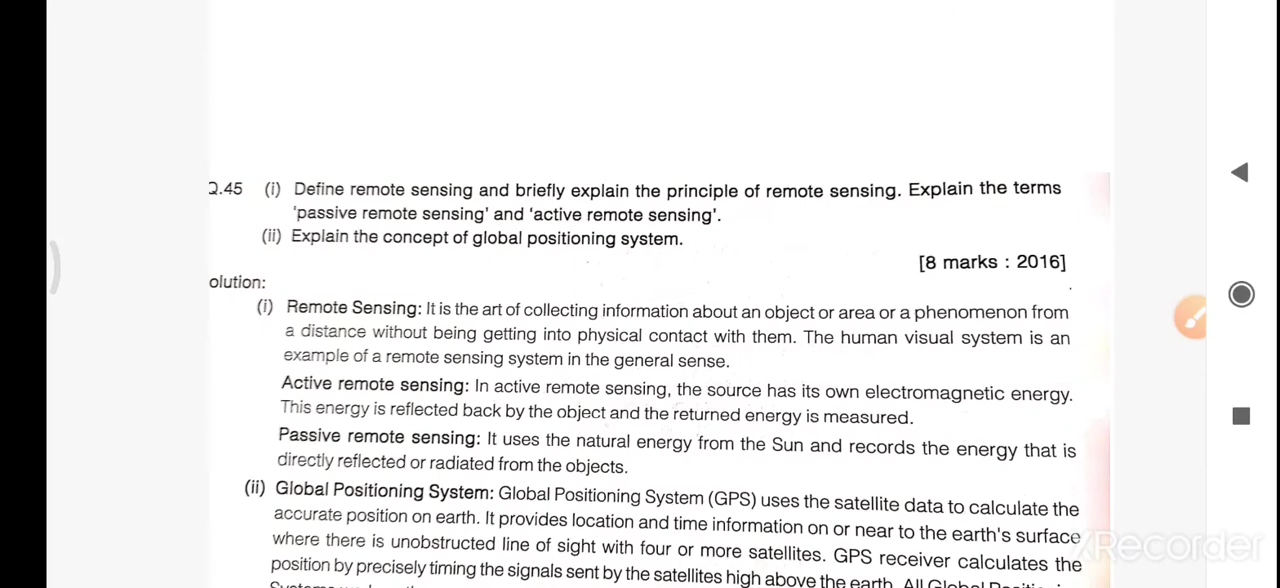 Q.45 (i) Define remote sensing and briefly explain the principle of remote sensing. Explain the terms
'passive remote sensing' and 'active remote sensing'.
(ii) Explain the concept of global positioning system.
[8 marks : 2016]
olution:
(i) Remote Sensing: It is the art of collecting information about an object or area or a phenomenon from
a distance without being getting into physical contact with them. The human visual system is an
example of a remote sensing system in the general sense.
Active remote sensing: In active remote sensing, the source has its own electromagnetic energy.
This energy is reflected back by the object and the returned energy is measured.
Passive remote sensing: It uses the natural energy from the Sun and records the energy that is
directly reflected or radiated from the objects.
(ii) Global Positioning System: Global Positioning System (GPS) uses the satellite data to calculate the
accurate position on earth. It provides location and time information on or near to the earth's surface
where there is unobstructed line of sight with four or more satellites. GPS receiver calculates the
position by precisely timing the signals sent by the satellites high above the earth. All Global
XRecorder